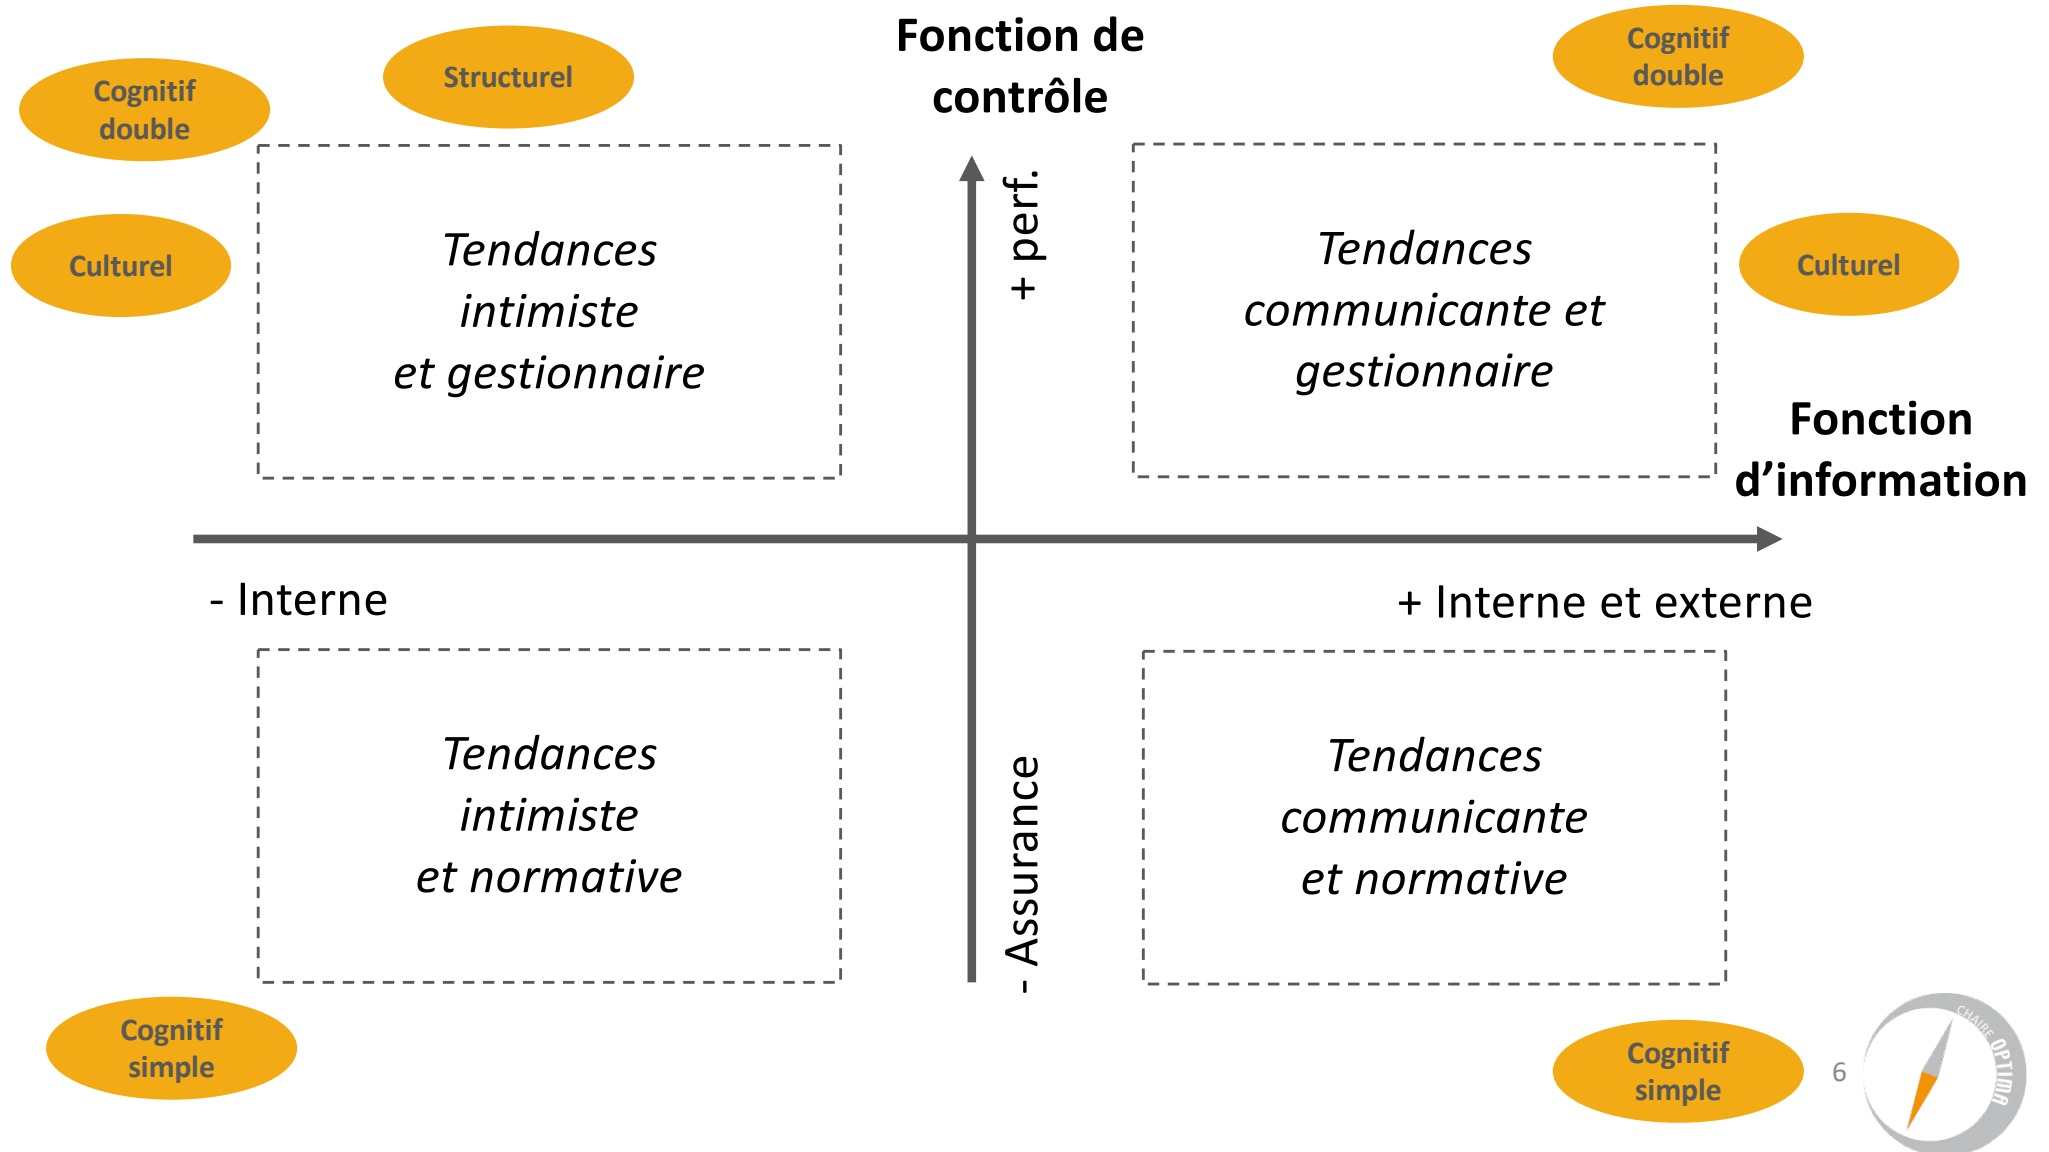 Fonction de
contrôle
Cognitif
double
Structurel
Cognitif
double
Culturel
Tendances
intimiste
et gestionnaire
+ perf.
Tendances
communicante et
gestionnaire
Culturel
Fonction
d’information
- Interne
+ Interne et externe
Tendances
intimiste
et normative
- Assurance
Tendances
communicante
et normative
Cognitif
simple
Cognitif
simple
6
CHAIRE OPTIMA